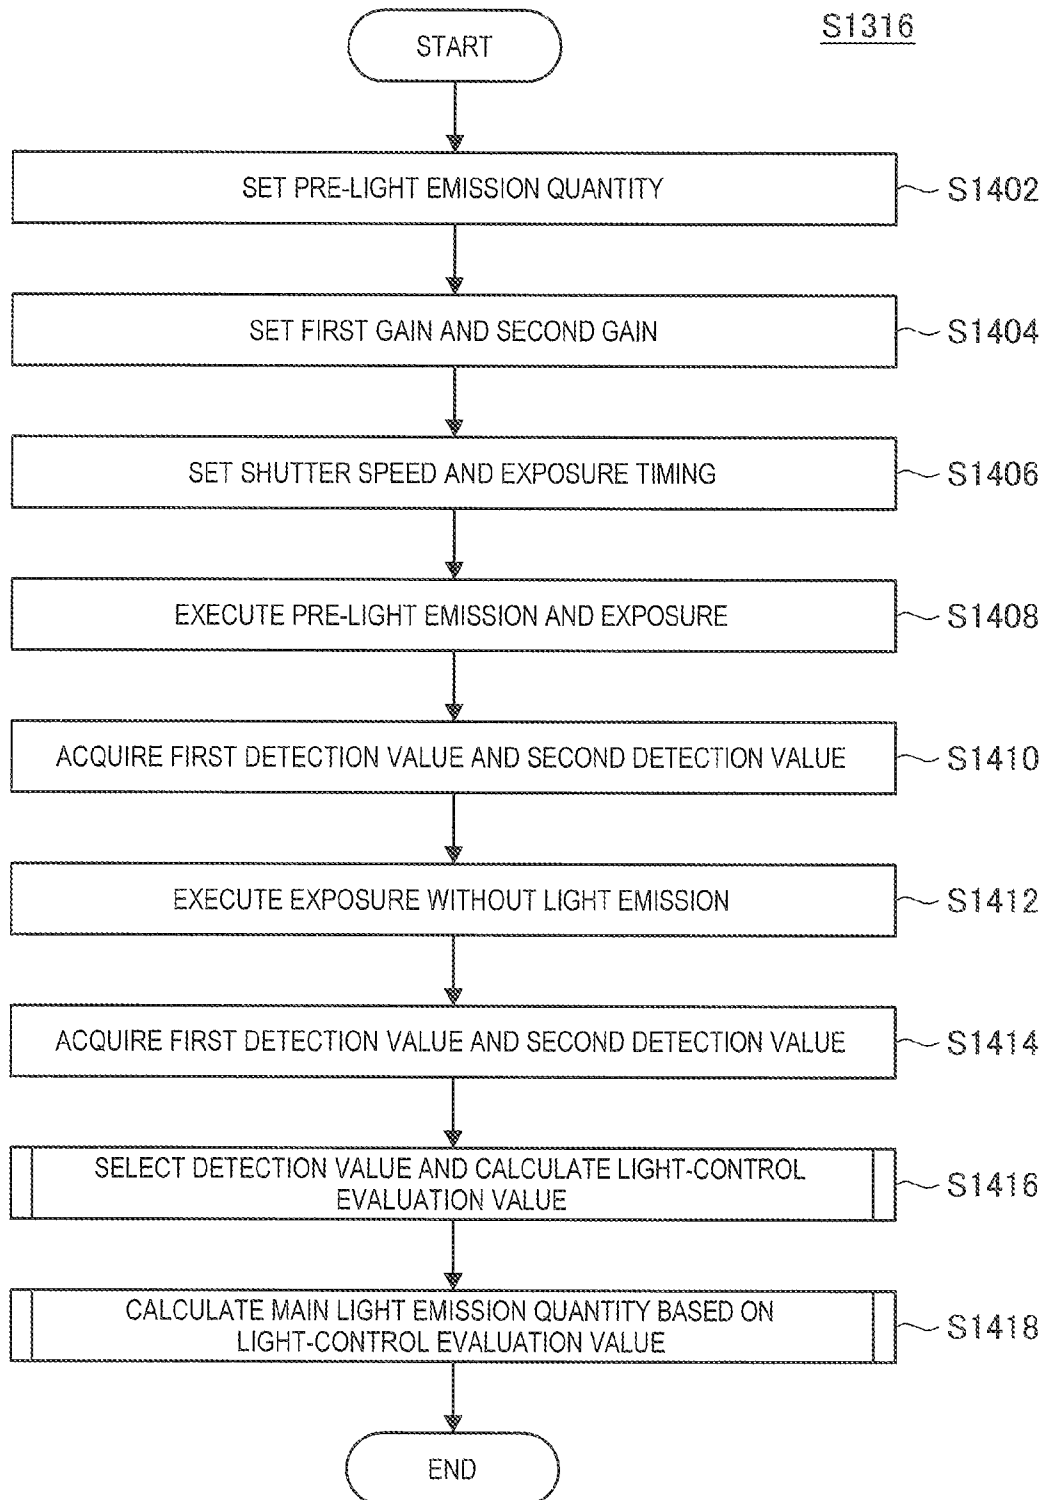 S1316
START
SET PRE-LIGHT EMISSION QUANTITY
S1402
SET FIRST GAIN AND SECOND GAIN
S1404
SET SHUTTER SPEED AND EXPOSURE TIMING
S1406
EXECUTE PRE-LIGHT EMISSION AND EXPOSURE
S1408
ACQUIRE FIRST DETECTION VALUE AND SECOND DETECTION VALUE
S1410
EXECUTE EXPOSURE WITHOUT LIGHT EMISSION
S1412
ACQUIRE FIRST DETECTION VALUE AND SECOND DETECTION VALUE
S1414
SELECT DETECTION VALUE AND CALCULATE LIGHT-CONTROL
EVALUATION VALUE
S1416
CALCULATE MAIN LIGHT EMISSION QUANTITY BASED ON
LIGHT-CONTROL EVALUATION VALUE
S1418
END